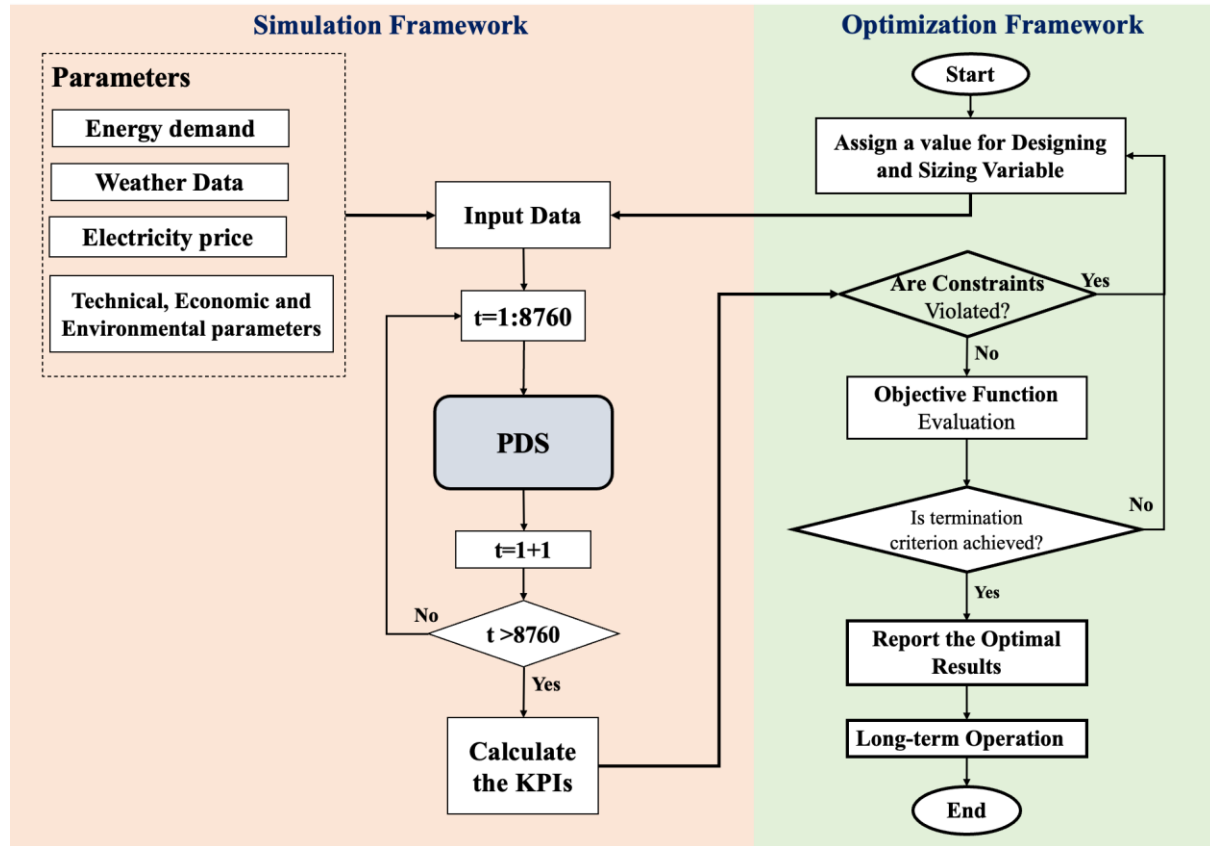 Simulation Framework
Parameters
Energy demand
Weather Data
Electricity price
Technical, Economic and
Environmental parameters
Input Data
t=1:8760
PDS
t=1+1
No
t >8760
Yes
Calculate
the KPIs
Optimization Framework
Start
Assign a value for Designing
and Sizing Variable
Are Constraints
Violated?
Yes
No
Objective Function
Evaluation
Is termination
criterion achieved?
No
Yes
Report the Optimal
Results
Long-term Operation
End